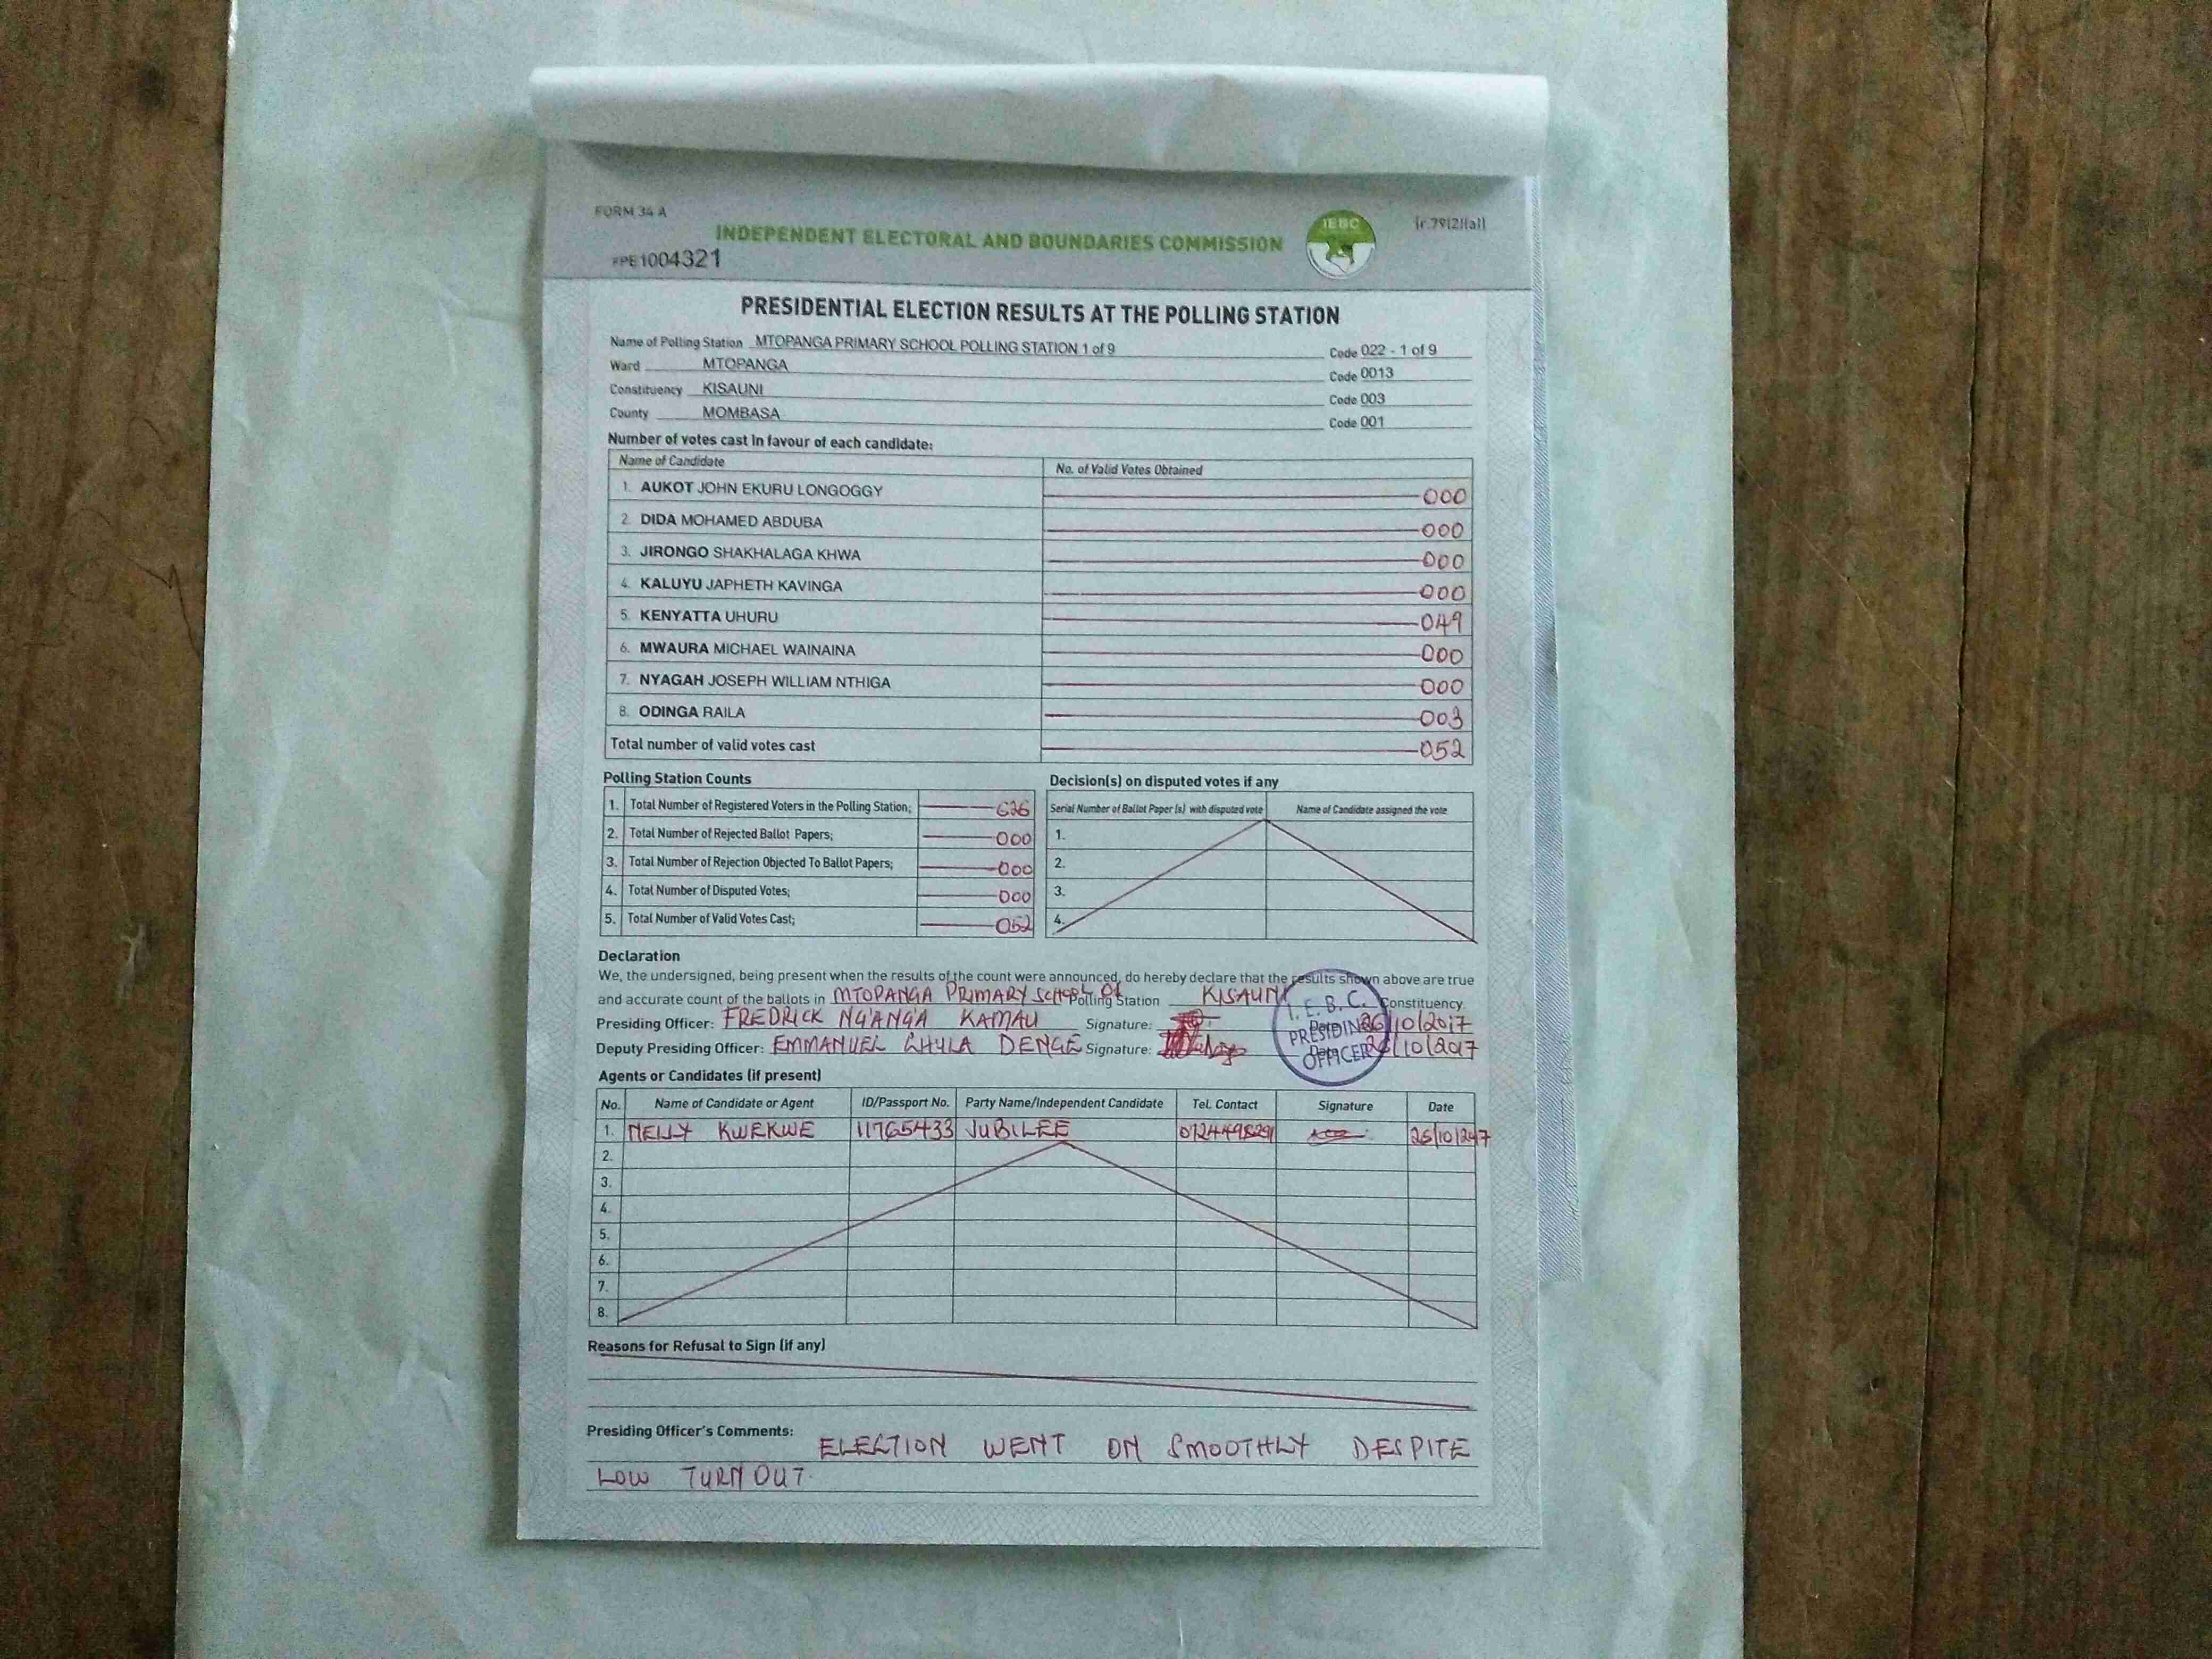 FORM 34 A
INDEPENDENT ELECTORAL AND BOUNDARIES COMMISSION
IEBC
(r.79(2)(a))
FPE1004321
PRESIDENTIAL ELECTION RESULTS AT THE POLLING STATION
Name of Polling Station MTOPANGA PRIMARY SCHOOL POLLING STATION 1 of 9 Code 022 - 1 of 9
Ward MTOPANGA Code 0013
Constituency KISAUNI Code 003
County MOMBASA Code 001
Number of votes cast in favour of each candidate:
Name of Candidate No. of Valid Votes Obtained
1. AUKOT JOHN EKURU LONGOGGY 000
2. DIDA MOHAMED ABDUBA 000
3. JIRONGO SHAKHALAGA KHWA 000
4. KALUYU JAPHETH KAVINGA 000
5. KENYATTA UHURU 049
6. MWAURA MICHAEL WAINAINA 000
7. NYAGAH JOSEPH WILLIAM NTHIGA 000
8. ODINGA RAILA 003
Total number of valid votes cast 052
Polling Station Counts
1. Total Number of Registered Voters in the Polling Station; 626
2. Total Number of Rejected Ballot Papers; 000
3. Total Number of Rejection Objected To Ballot Papers; 000
4. Total Number of Disputed Votes; 000
5. Total Number of Valid Votes Cast; 052
Decision(s) on disputed votes if any
Serial Number of Ballot Paper (s) with disputed vote Name of Candidate assigned the vote
1.
2.
3.
4.
Declaration
We, the undersigned, being present when the results of the count were announced, do hereby declare that the results shown above are true
and accurate count of the ballots in MTOPANGA PRIMARY SCHOOL Polling Station KISAUNI Constituency.
Presiding Officer: FREDRICK NG'ANG'A KAMAU Signature: Date 26/10/2017
Deputy Presiding Officer: EMMANUEL CHULA DENGE Signature: Date 26/10/2017
I. E. B. C.
PRESIDING
OFFICER
Agents or Candidates (if present)
No. Name of Candidate or Agent ID/Passport No. Party Name/Independent Candidate Tel. Contact Signature Date
1. NELLY KWEKWE 11765433 JUBILEE 0724498291
2.
3.
4.
5.
6.
7.
8.
Reasons for Refusal to Sign (if any)
Presiding Officer's Comments: ELECTION WENT ON SMOOTHLY DESPITE
LOW TURN OUT.